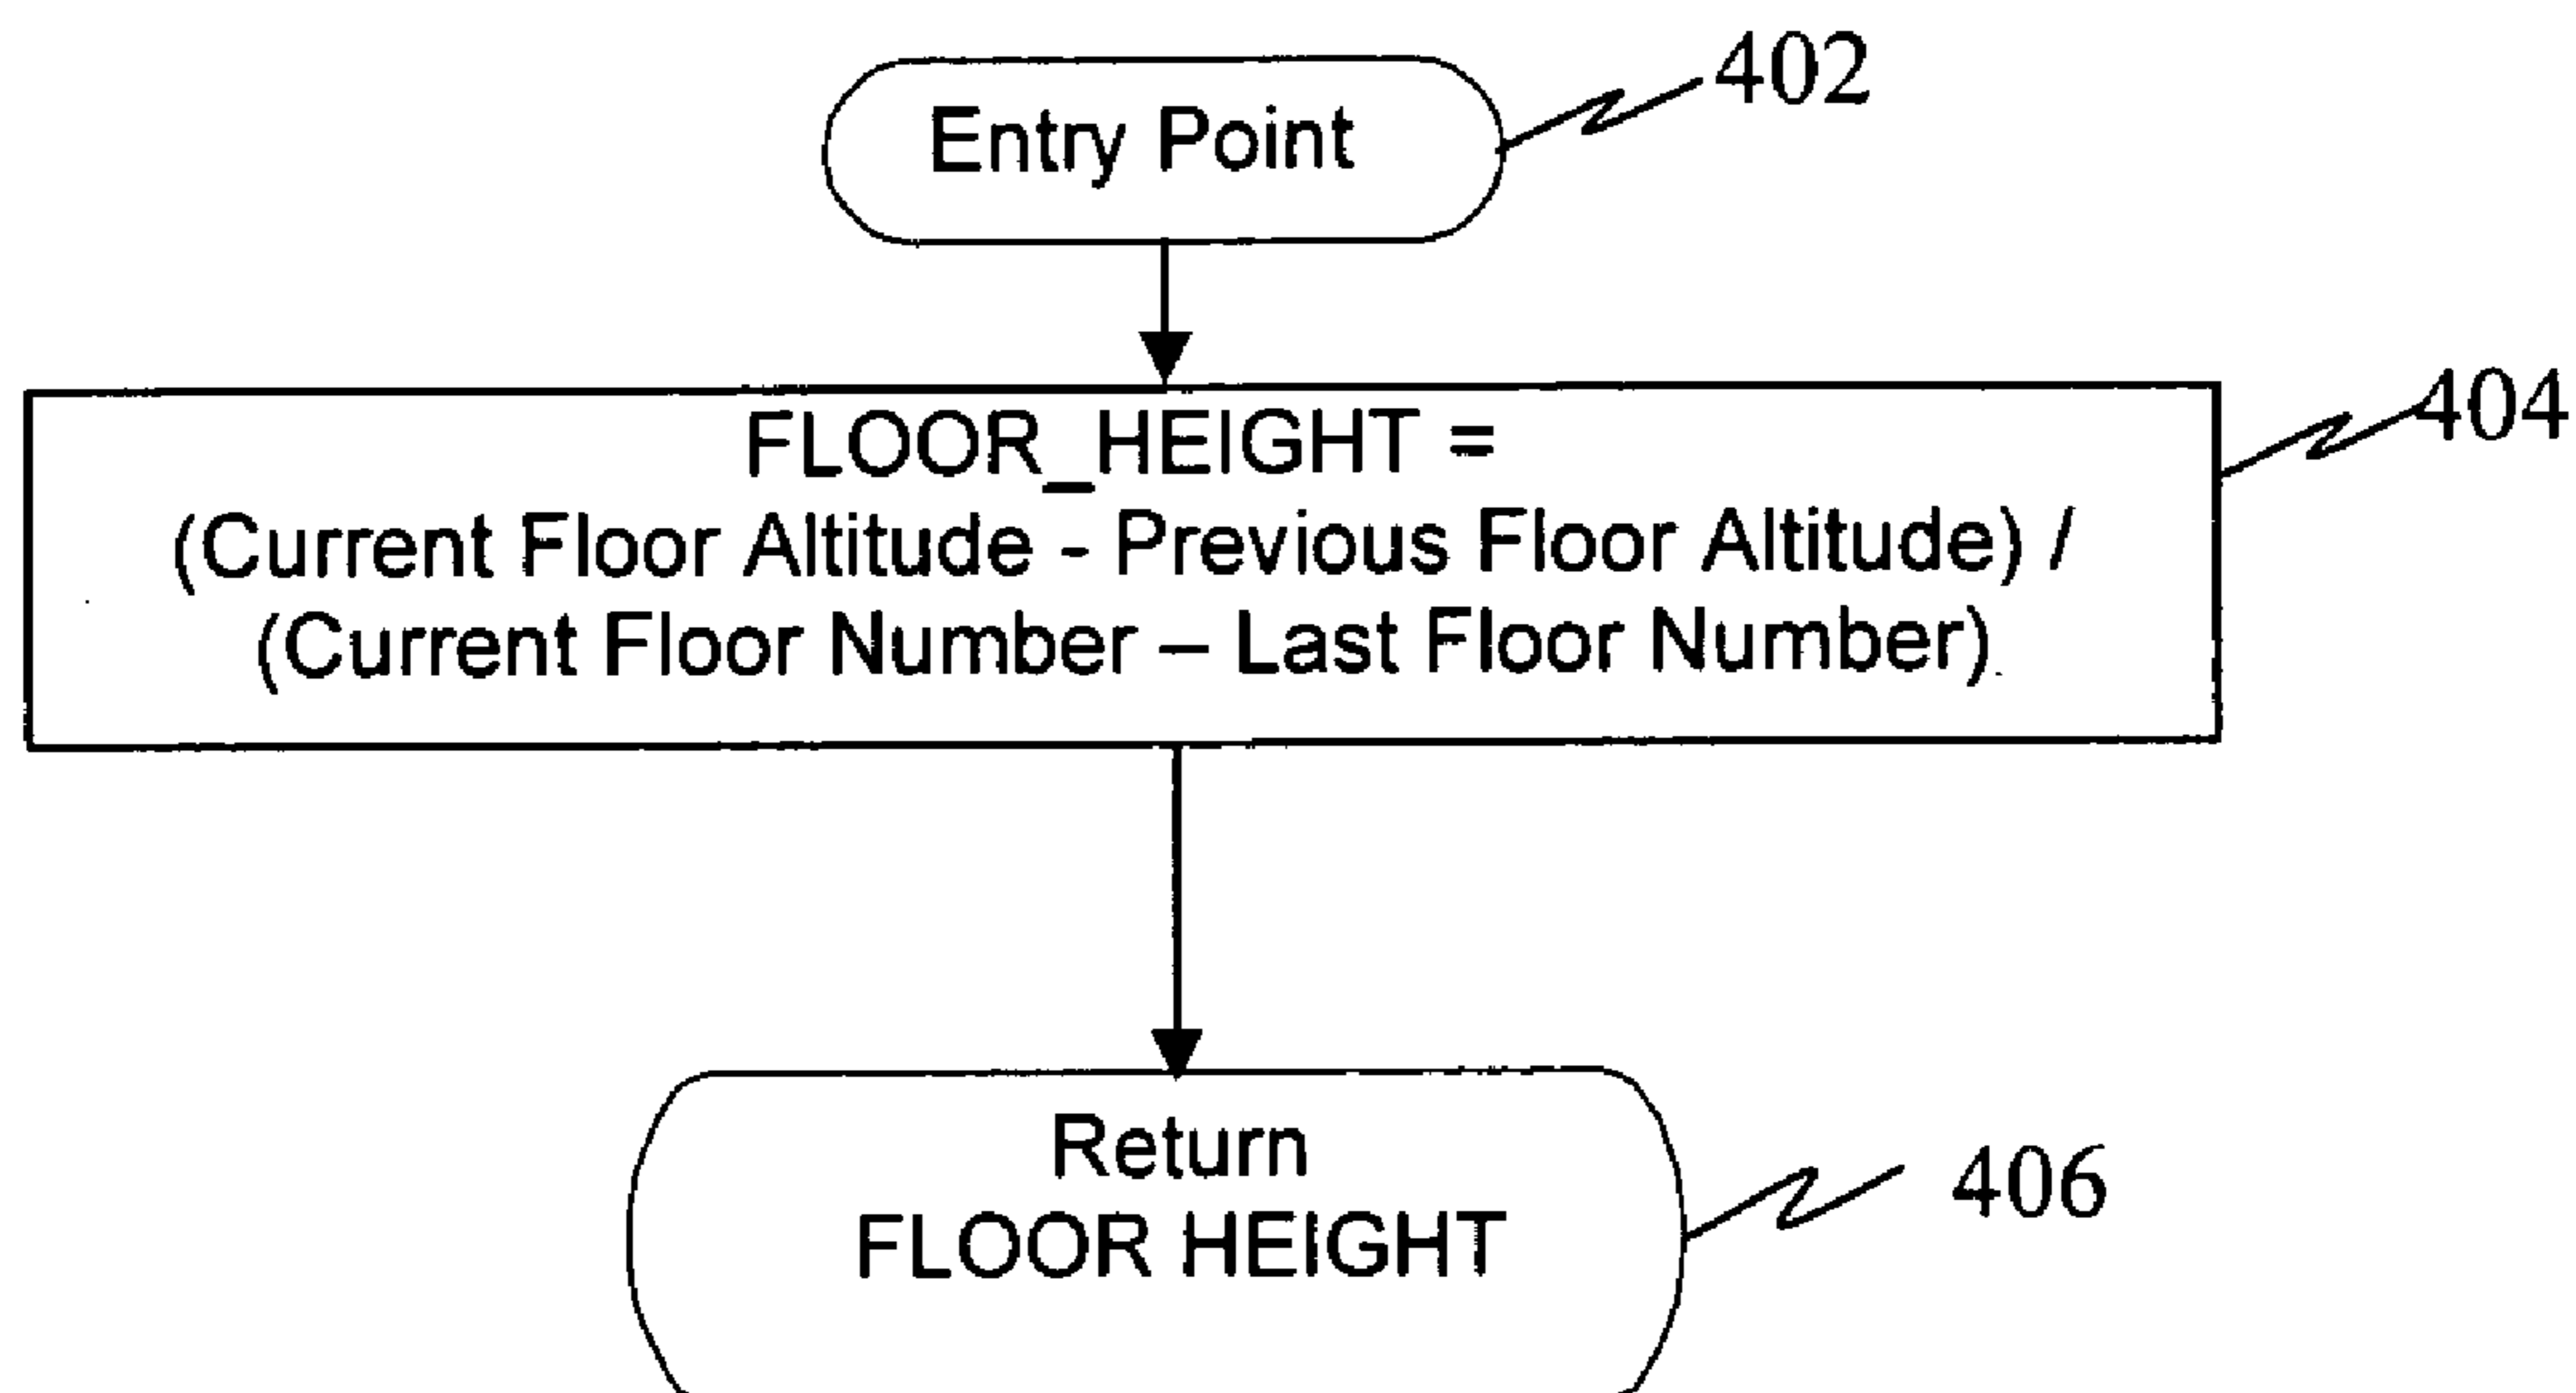 Entry Point
402
FLOOR_HEIGHT =
404
(Current Floor Altitude - Previous Floor Altitude) /
(Current Floor Number – Last Floor Number)
Return
FLOOR HEIGHT
406